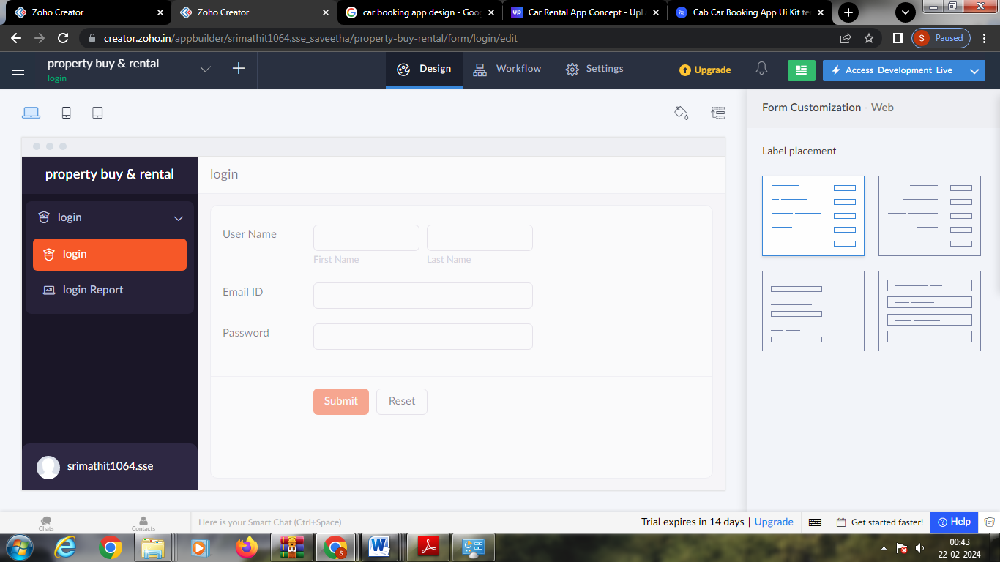 Zoho Creator
Zoho Creator
car booking app design - Goog
Car Rental App Concept - UpLa
Cab Car Booking App Ui Kit te
creator.zoho.in/appbuilder/srimathit1064.sse_saveetha/property-buy-rental/form/login/edit
S Paused
property buy & rental
login
Design
Workflow
Settings
Upgrade
Access Development Live
Form Customization - Web
Label placement
property buy & rental
login
login
login
login Report
srimathit1064.sse
User Name
First Name
Last Name
Email ID
Password
Submit
Reset
Chats
Contacts
Here is your Smart Chat (Ctrl+Space)
Trial expires in 14 days | Upgrade
Get started faster!
Help
00:43
22-02-2024